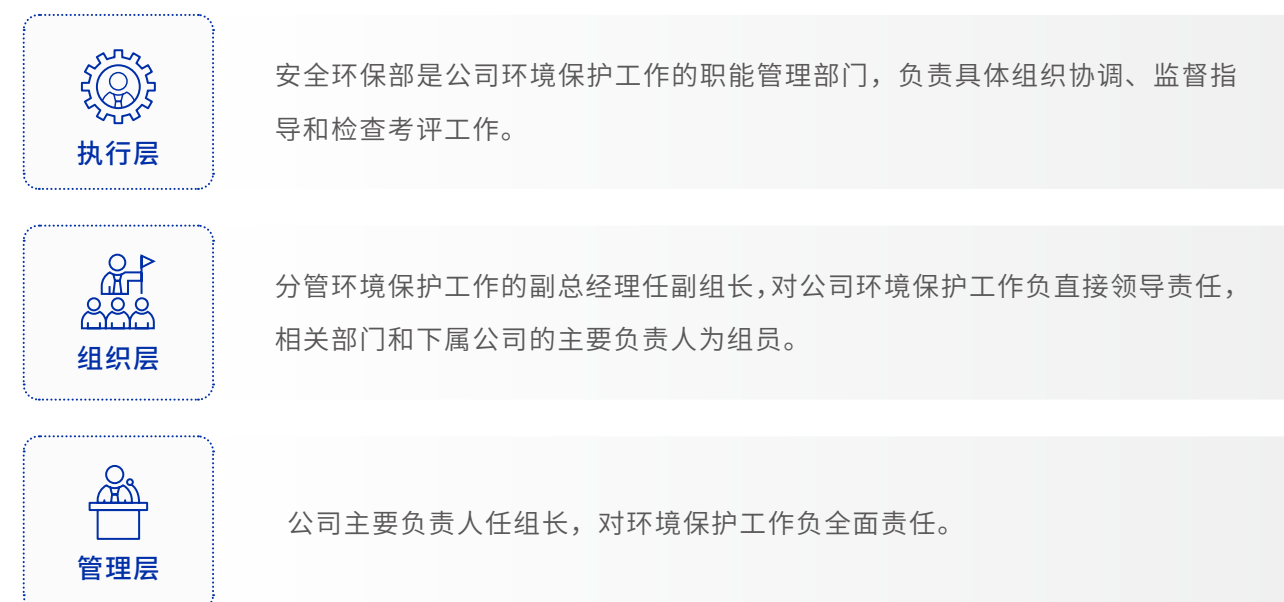 执行层
安全环保部是公司环境保护工作的职能管理部门，负责具体组织协调、监督指
导和检查考评工作。
组织层
分管环境保护工作的副总经理任副组长，对公司环境保护工作负直接领导责任，
相关部门和下属公司的主要负责人为组员。
管理层
公司主要负责人任组长，对环境保护工作负全面责任。